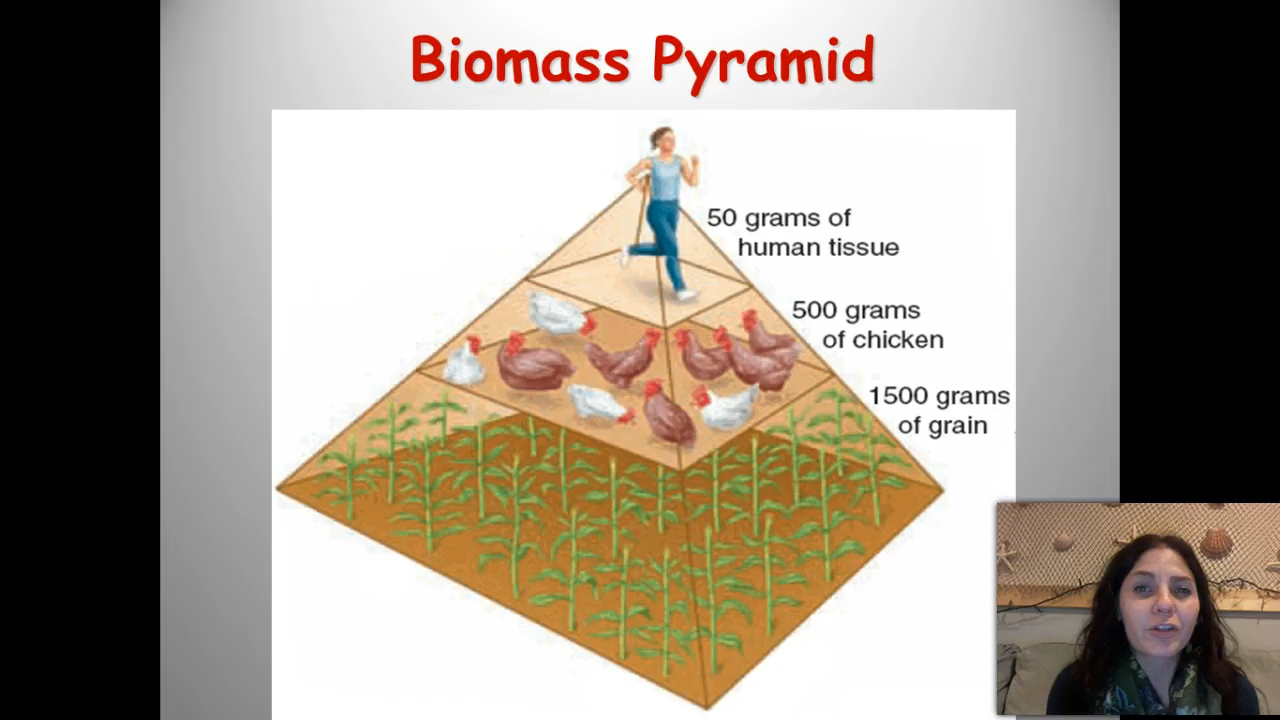 Biomass Pyramid
50 grams of
human tissue
500 grams
of chicken
1500 grams
of grain